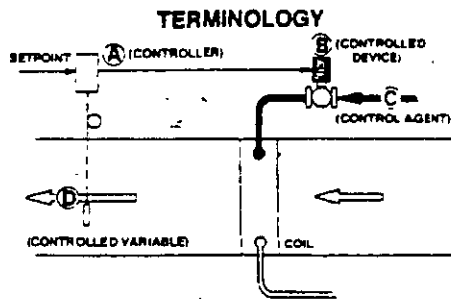 TERMINOLOGY
SETPOINT
A (CONTROLLER)
B (CONTROLLED
DEVICE)
C
(CONTROL AGENT)
D
(CONTROLLED VARIABLE)
COIL